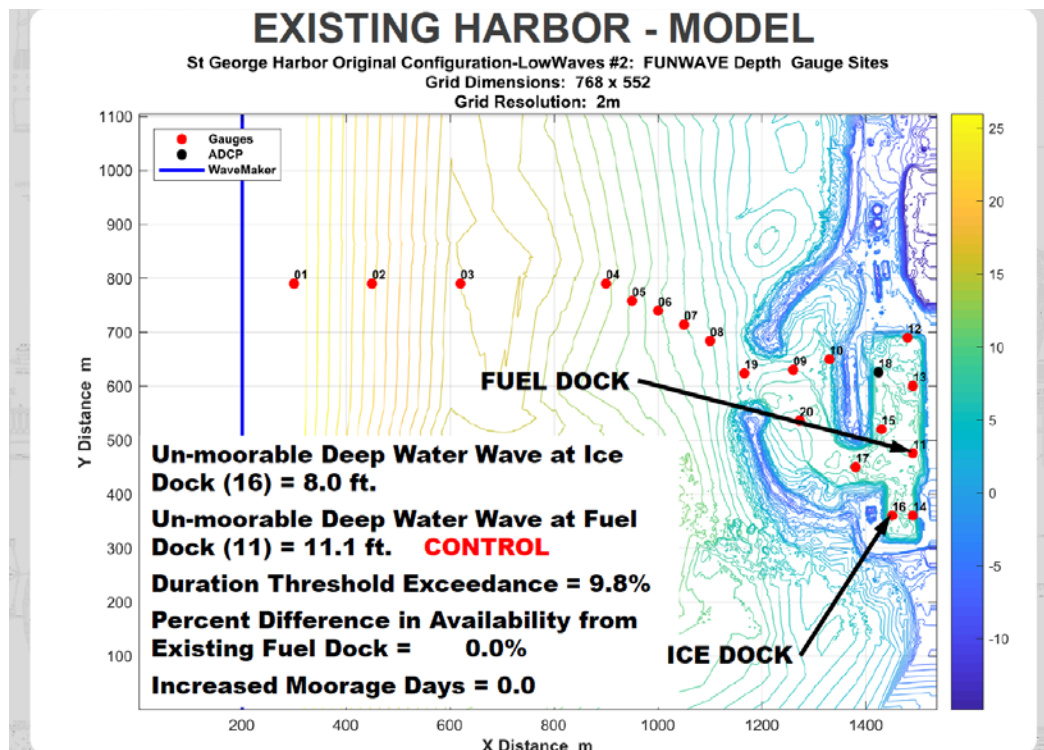 EXISTING HARBOR - MODEL
St George Harbor Original Configuration-LowWaves #2: FUNWAVE Depth Gauge Sites
Grid Dimensions: 768 x 552
Grid Resolution: 2m
Gauges
ADCP
WaveMaker
1100
1000
900
800
700
600
500
400
300
200
100
Y Distance m
01
02
03
04
05
06
07
08
19
09
10
20
17
12
18
13
15
11
16
14
FUEL DOCK
ICE DOCK
Un-moorable Deep Water Wave at Ice
Dock (16) = 8.0 ft.
Un-moorable Deep Water Wave at Fuel
Dock (11) = 11.1 ft. CONTROL
Duration Threshold Exceedance = 9.8%
Percent Difference in Availability from
Existing Fuel Dock = 0.0%
Increased Moorage Days = 0.0
200
400
600
800
1000
1200
1400
X Distance m
25
20
15
10
5
0
-5
-10